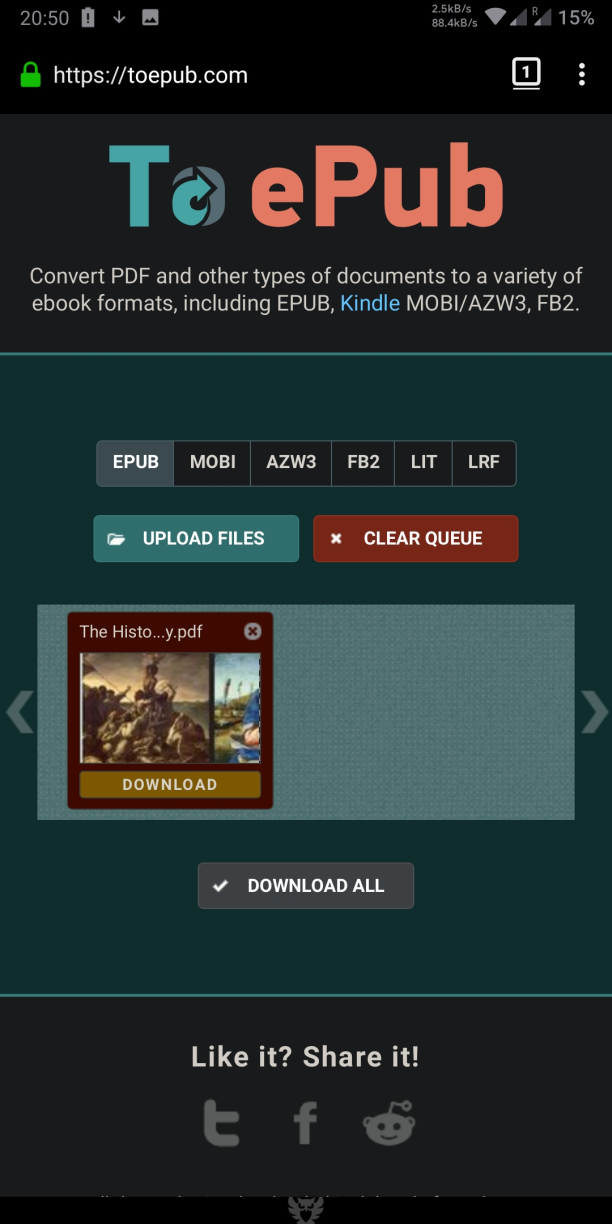 20:50
2.5kB/s
88.4kB/s
R
15%
https://toepub.com
1
To ePub
Convert PDF and other types of documents to a variety of
ebook formats, including EPUB, Kindle MOBI/AZW3, FB2.
EPUB MOBI AZW3 FB2 LIT LRF
UPLOAD FILES CLEAR QUEUE
The Histo...y.pdf
DOWNLOAD
DOWNLOAD ALL
Like it? Share it!